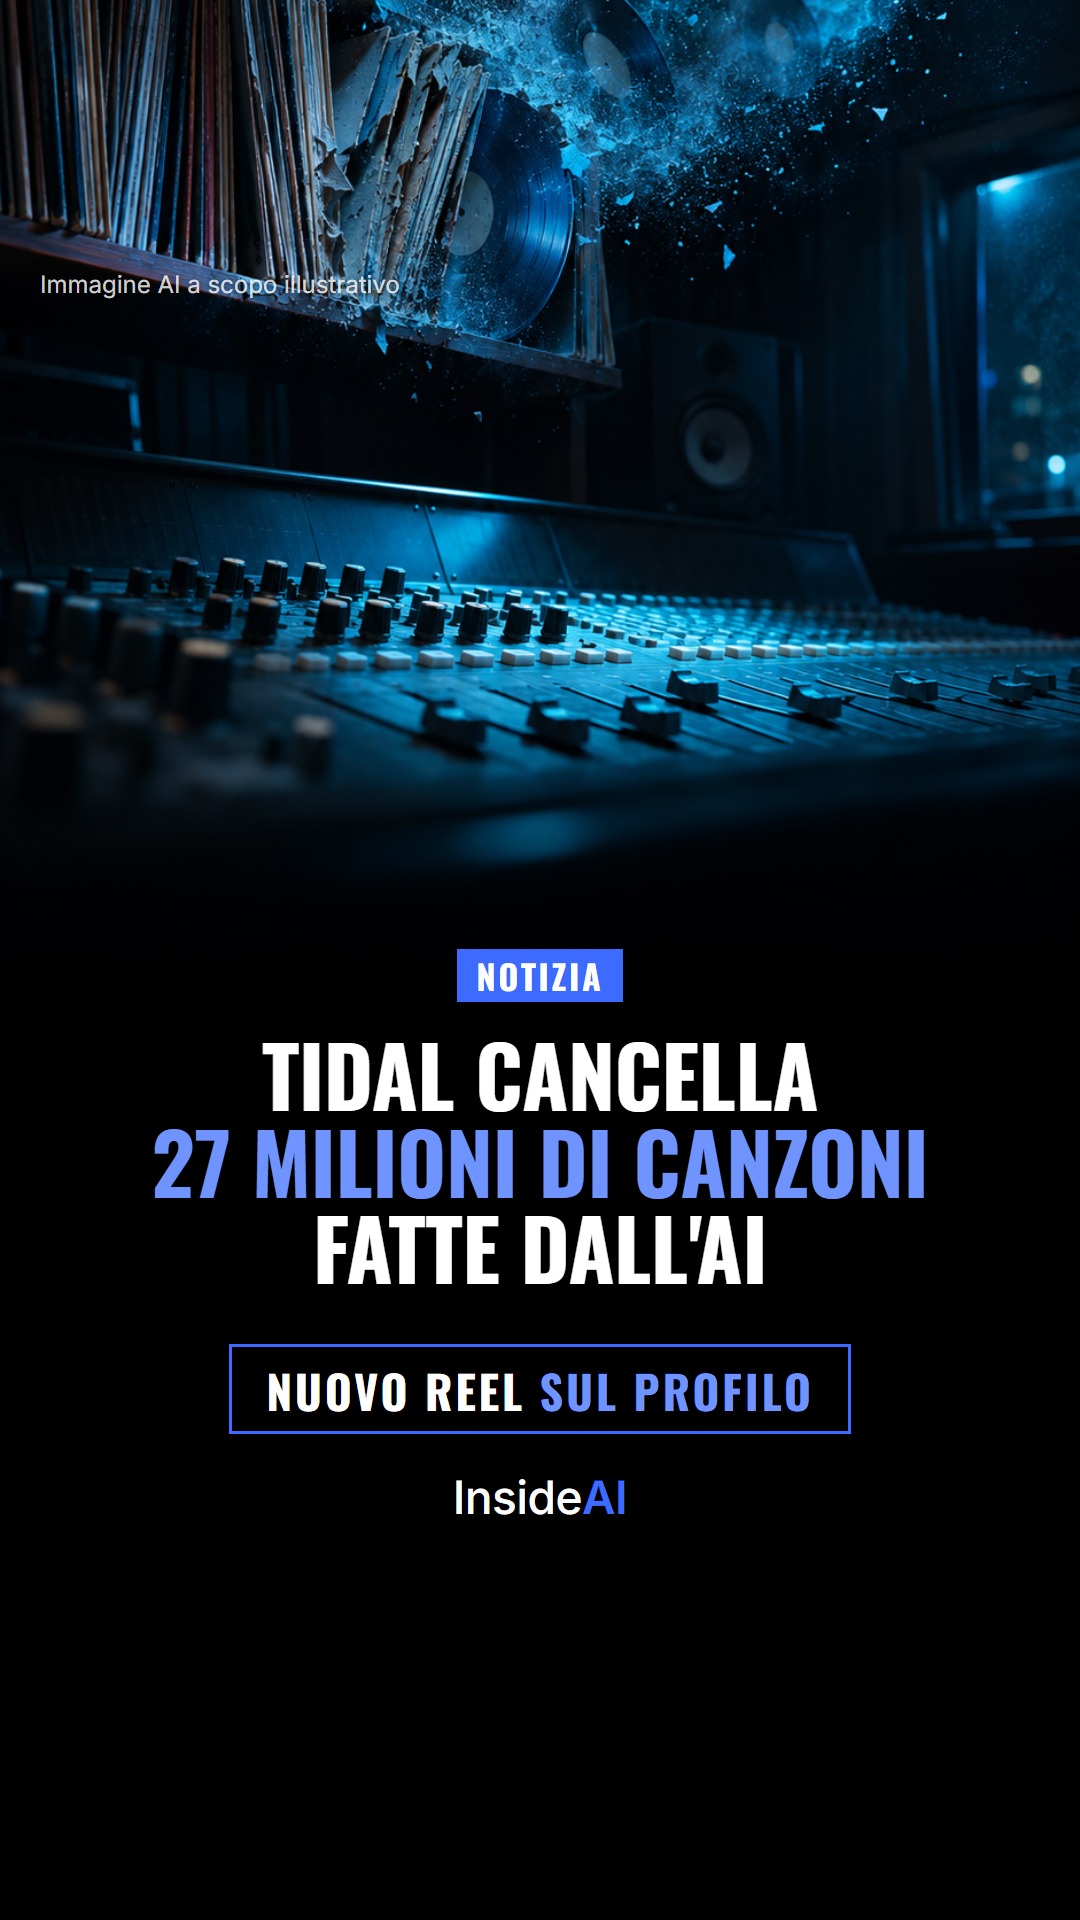 Immagine AI a scopo illustrativo
NOTIZIA
TIDAL CANCELLA
27 MILIONI DI CANZONI
FATTE DALL'AI
NUOVO REEL SUL PROFILO
InsideAI